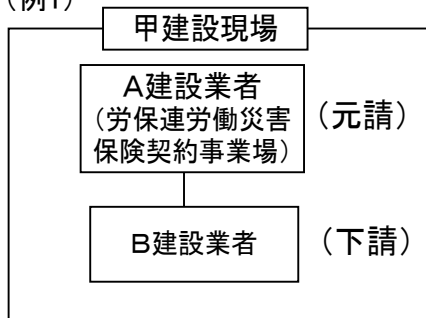 （例1）
甲建設現場
A建設業者
（労保連労働災害
保険契約事業場）
（元請）
B建設業者
（下請）